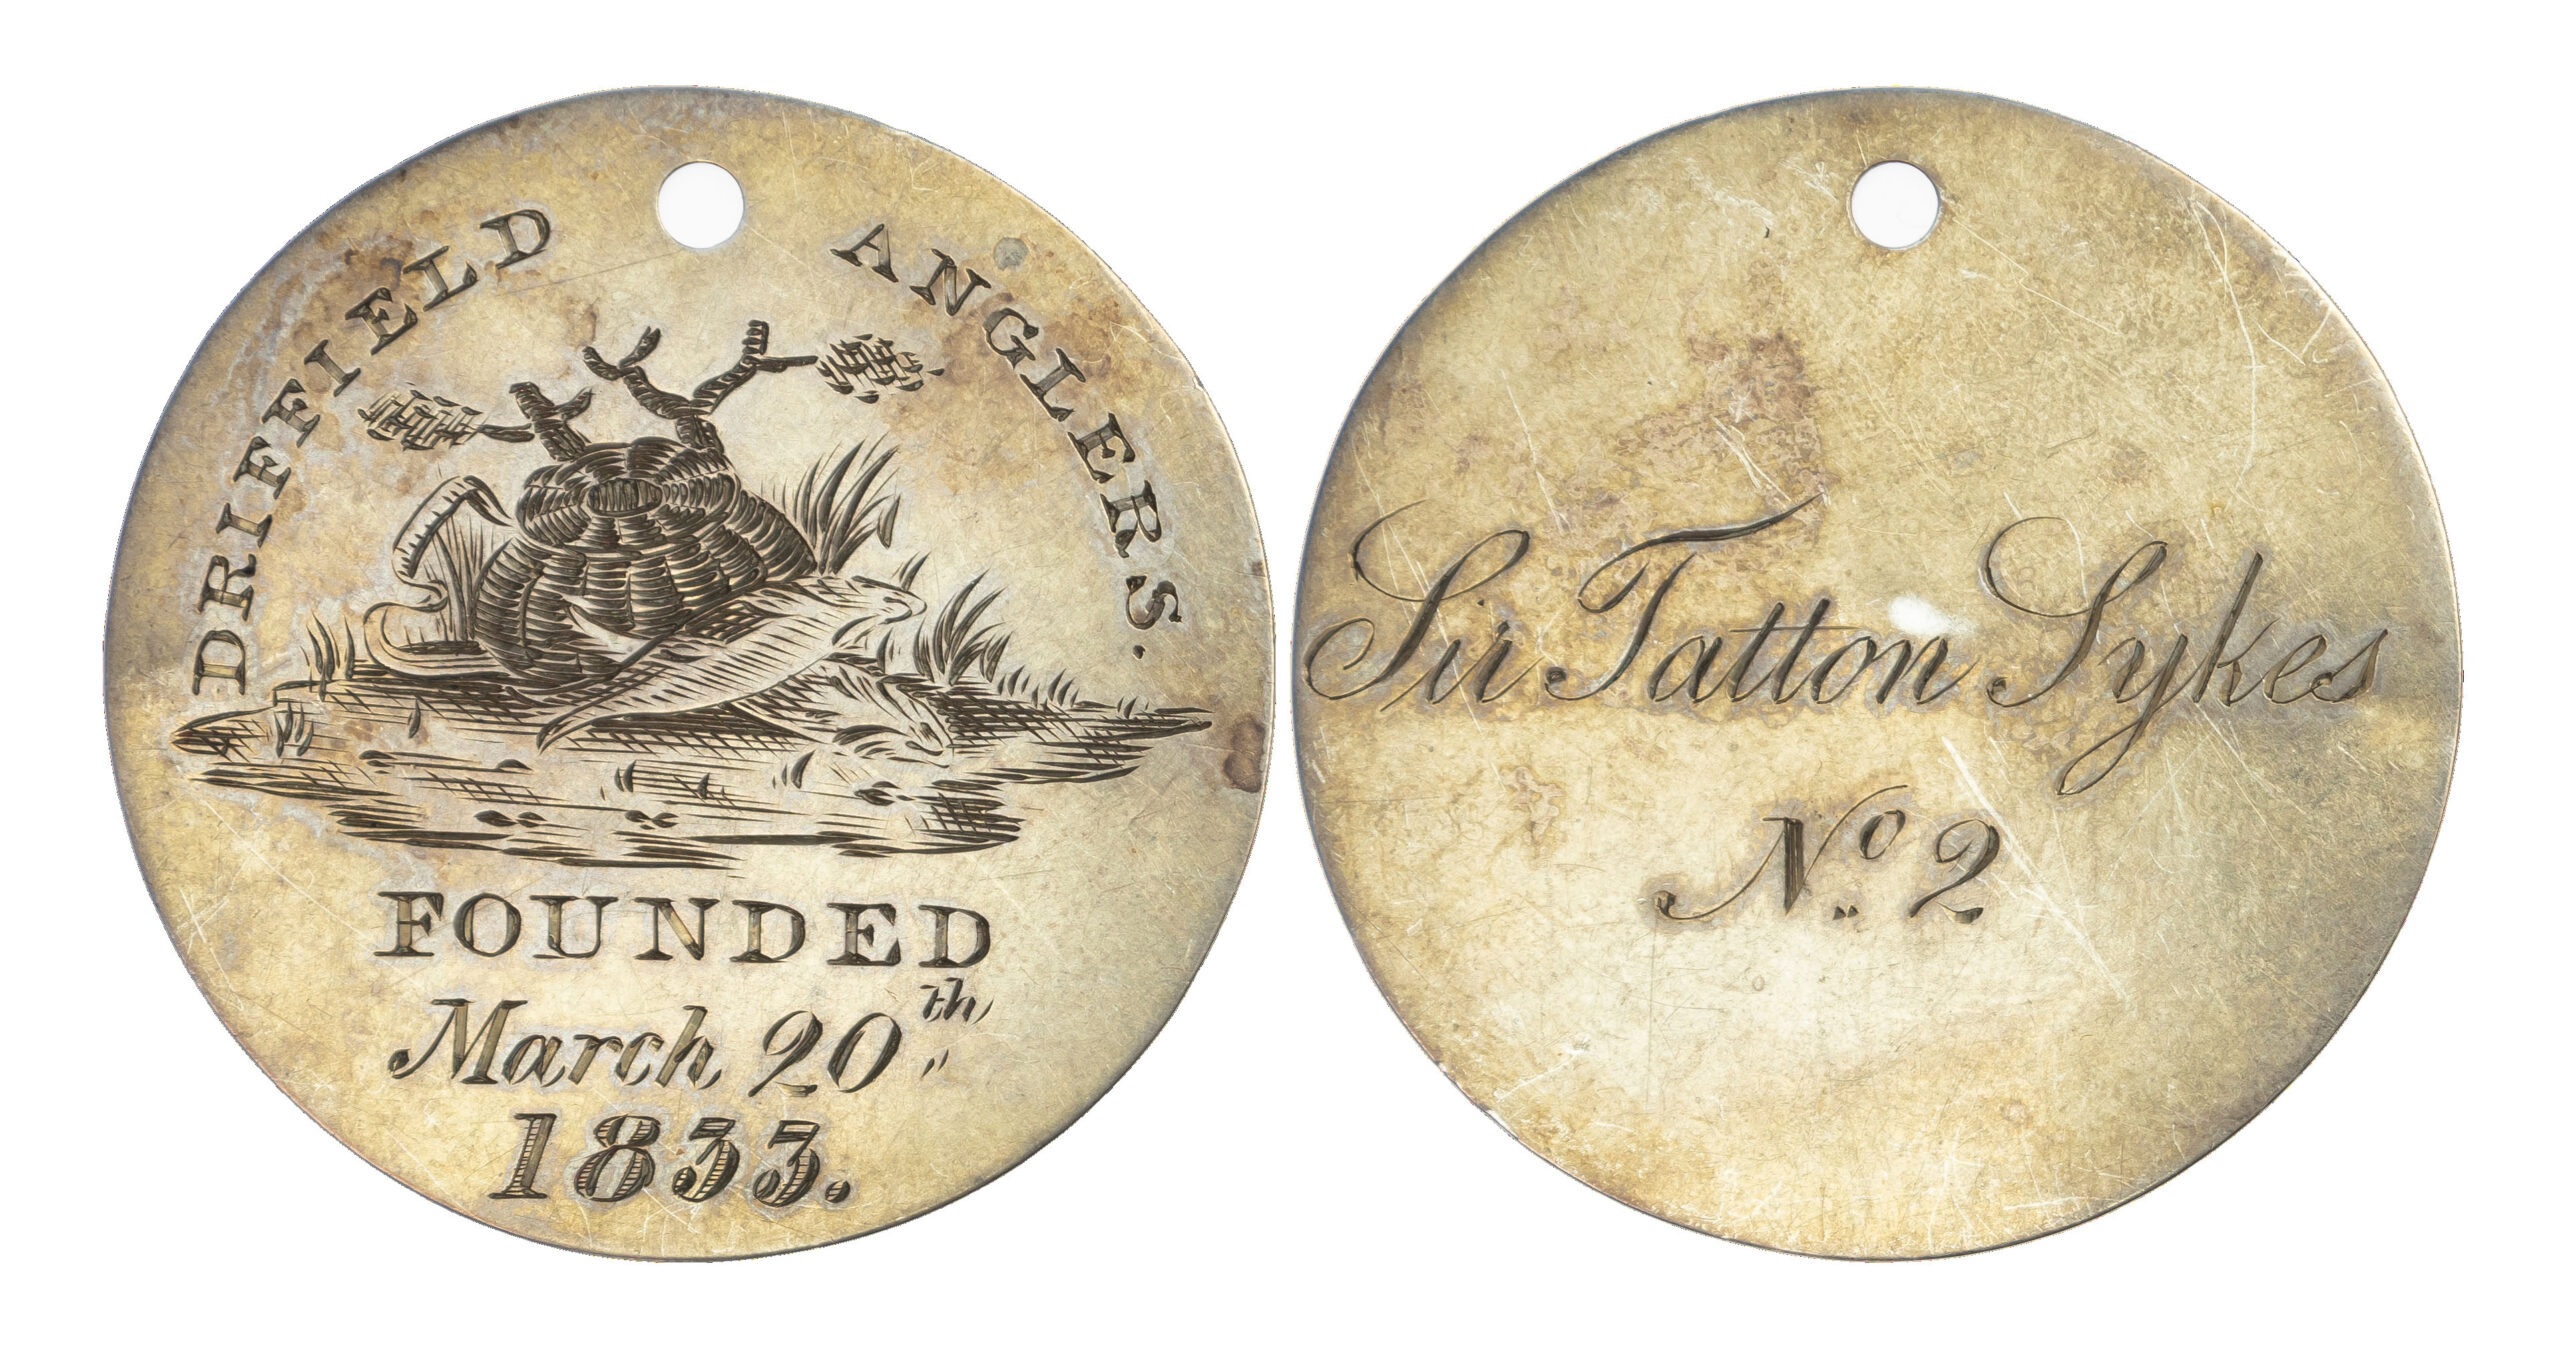 DRIFFIELD ANGLERS.
FOUNDED
March 20th
1833.
Sir Tatton Sykes
No. 2